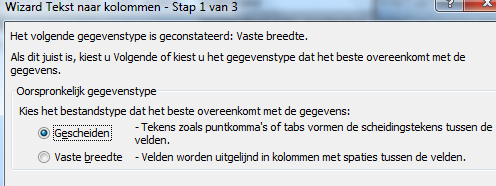 Wizard Tekst naar kolommen - Stap 1 van 3
Het volgende gegevenstype is geconstateerd: Vaste breedte.
Als dit juist is, kiest u Volgende of kiest u het gegevenstype dat het beste overeenkomt met de
gegevens.
Oorspronkelijk gegevenstype
Kies het bestandstype dat het beste overeenkomt met de gegevens:
Gescheiden - Tekens zoals puntkomma's of tabs vormen de scheidingstekens tussen de
velden.
Vaste breedte - Velden worden uitgelijnd in kolommen met spaties tussen de velden.